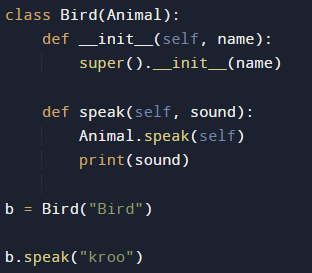 class Bird(Animal):
    def __init__(self, name):
        super().__init__(name)

    def speak(self, sound):
        Animal.speak(self)
        print(sound)

b = Bird("Bird")

b.speak("kroo")